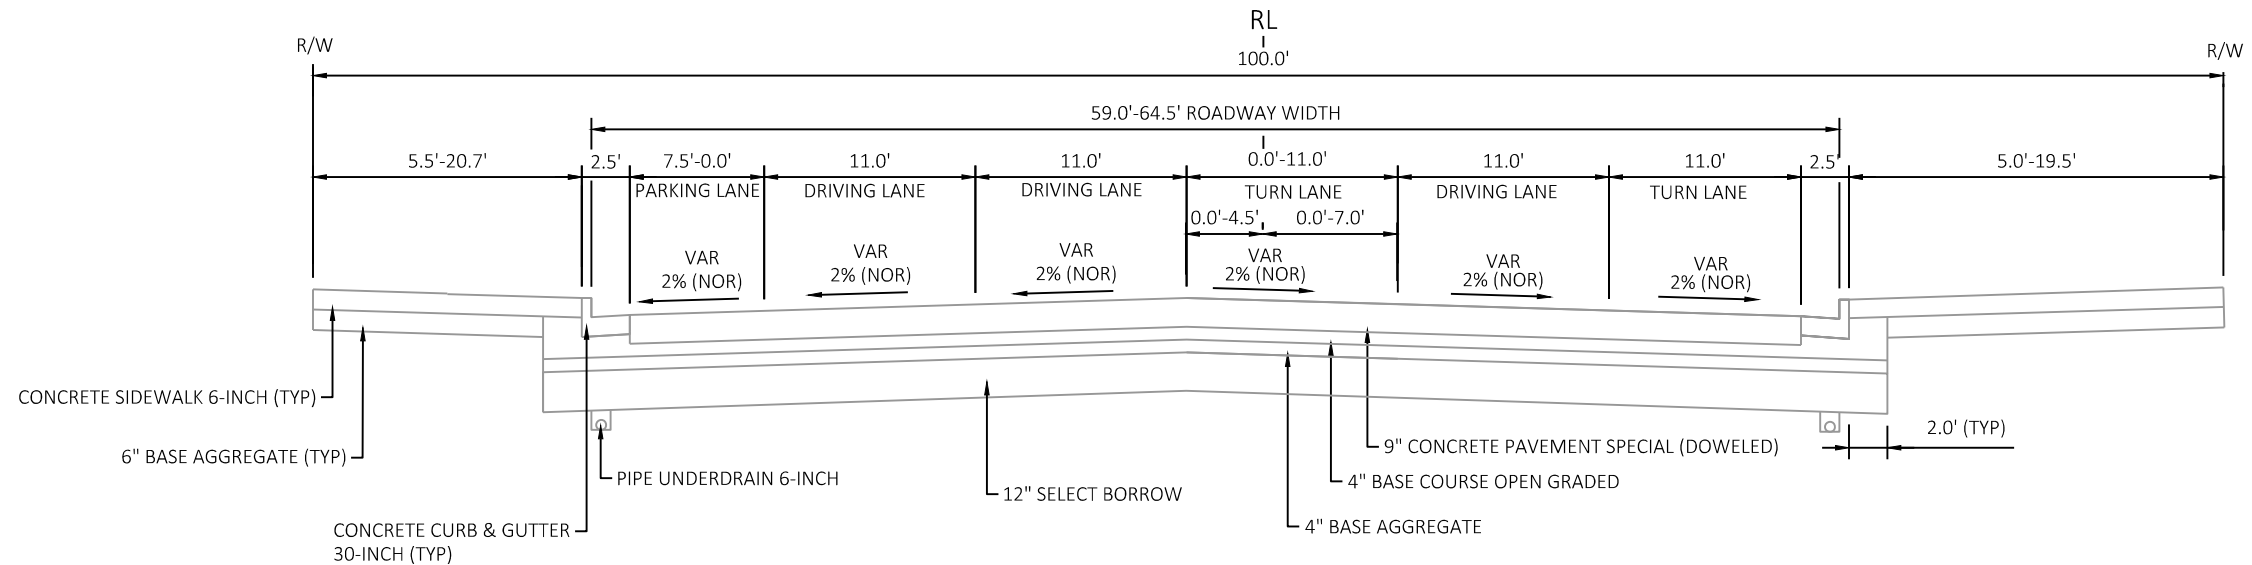 RL
R/W
R/W
100.0'
59.0'-64.5' ROADWAY WIDTH
5.5'-20.7'
2.5'
7.5'-0.0'
11.0'
11.0'
0.0'-11.0'
11.0'
11.0'
2.5'
5.0'-19.5'
PARKING LANE
DRIVING LANE
DRIVING LANE
TURN LANE
DRIVING LANE
TURN LANE
0.0'-4.5'
0.0'-7.0'
VAR
2% (NOR)
VAR
2% (NOR)
VAR
2% (NOR)
VAR
2% (NOR)
VAR
2% (NOR)
VAR
2% (NOR)
CONCRETE SIDEWALK 6-INCH (TYP)
6" BASE AGGREGATE (TYP)
PIPE UNDERDRAIN 6-INCH
CONCRETE CURB & GUTTER
30-INCH (TYP)
12" SELECT BORROW
9" CONCRETE PAVEMENT SPECIAL (DOWELED)
4" BASE COURSE OPEN GRADED
4" BASE AGGREGATE
2.0' (TYP)